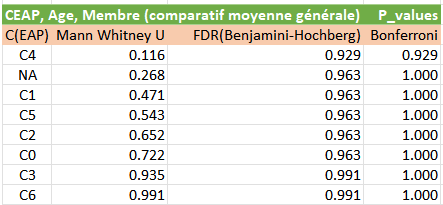 CEAP, Age, Membre (comparatif moyenne générale) P_values
C(EAP) Mann Whitney U FDR(Benjamini-Hochberg) Bonferroni
C4 0.116 0.929 0.929
NA 0.268 0.963 1.000
C1 0.471 0.963 1.000
C5 0.543 0.963 1.000
C2 0.652 0.963 1.000
C0 0.722 0.963 1.000
C3 0.935 0.991 1.000
C6 0.991 0.991 1.000